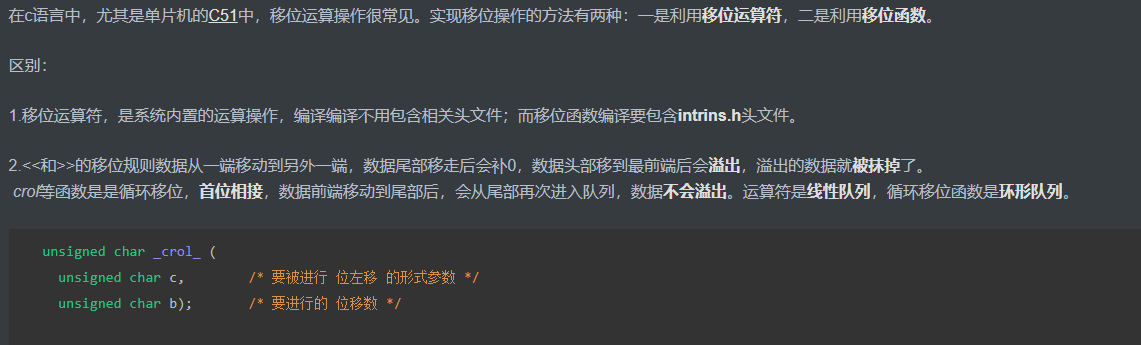 在c语言中，尤其是单片机的C51中，移位运算操作很常见。实现移位操作的方法有两种：一是利用移位运算符，二是利用移位函数。
区别：
1.移位运算符，是系统内置的运算操作，编译编译不用包含相关头文件；而移位函数编译要包含intrins.h头文件。
2.<<和>>的移位规则数据从一端移动到另外一端，数据尾部移走后会补0，数据头部移到最前端后会溢出，溢出的数据就被抹掉了。
crol等函数是是循环移位，首位相接，数据前端移动到尾部后，会从尾部再次进入队列，数据不会溢出。运算符是线性队列，循环移位函数是环形队列。
unsigned char _crol_ (
unsigned char c, /* 要被进行 位左移 的形式参数 */
unsigned char b); /* 要进行的 位移数 */